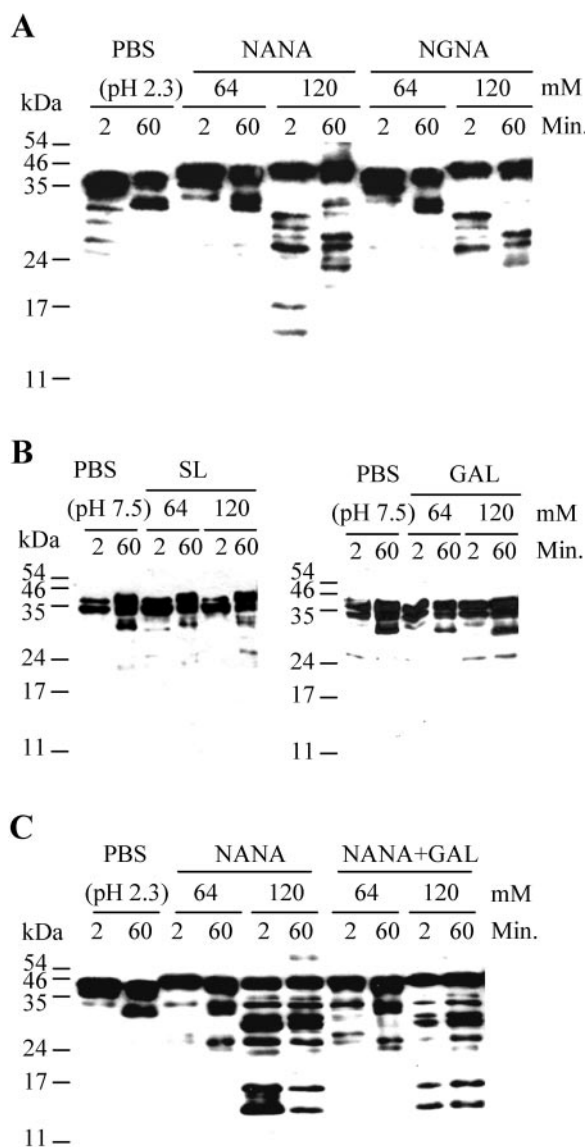 A
PBS NANA NGNA
(pH 2.3) 64 120 64 120 mM
kDa 2 60 2 60 2 60 2 60 2 60 Min.
54
46
35
24
17
11
B
PBS SL
(pH 7.5) 64 120
kDa 2 60 2 60 2 60
54
46
35
24
17
11
PBS GAL
(pH 7.5) 64 120 mM
2 60 2 60 2 60 Min.
54
46
35
24
17
11
C
PBS NANA NANA+GAL
(pH 2.3) 64 120 64 120 mM
kDa 2 60 2 60 2 60 2 60 2 60 Min.
54
46
35
24
17
11